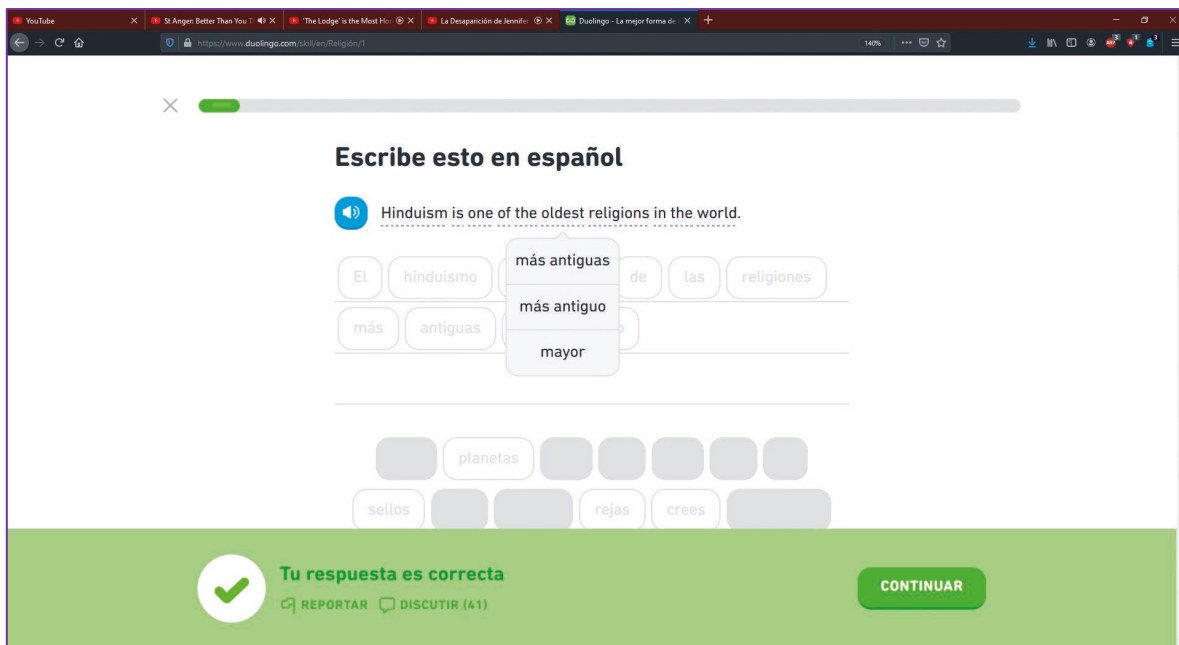 YouTube
St Anger: Better Than You T
'The Lodge' is the Most Ho
La Desaparición de Jennifer
Duolingo - La mejor forma de
https://www.duolingo.com/skill/en/Religión/1
140%
3
1
3
Escribe esto en español
Hinduism is one of the oldest religions in the world.
más antiguas
más antiguo
mayor
El hinduismo de las religiones
más antiguas
planetas
sellos rejas crees
Tu respuesta es correcta
REPORTAR DISCUTIR (41)
CONTINUAR